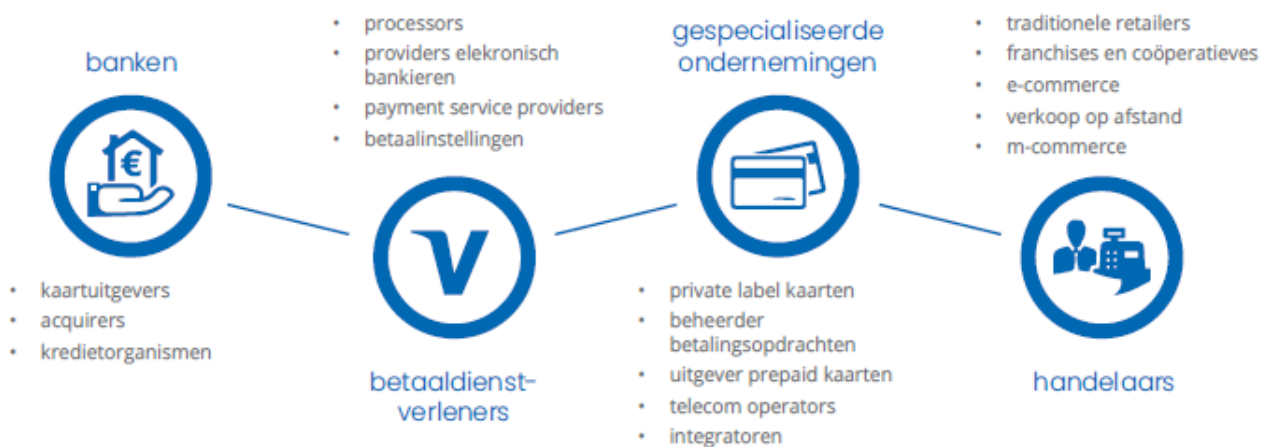 banken
• kaartuitgevers
• acquirers
• kredietorganismen
• processors
• providers elekronisch
bankieren
• payment service providers
• betaalinstellingen
V
betaaldienst-
verleners
gespecialiseerde
ondernemingen
€
• private label kaarten
• beheerder
betalingsopdrachten
• uitgever prepaid kaarten
• telecom operators
• integratoren
• traditionele retailers
• franchises en coöperatieves
• e-commerce
• verkoop op afstand
• m-commerce
handelaars